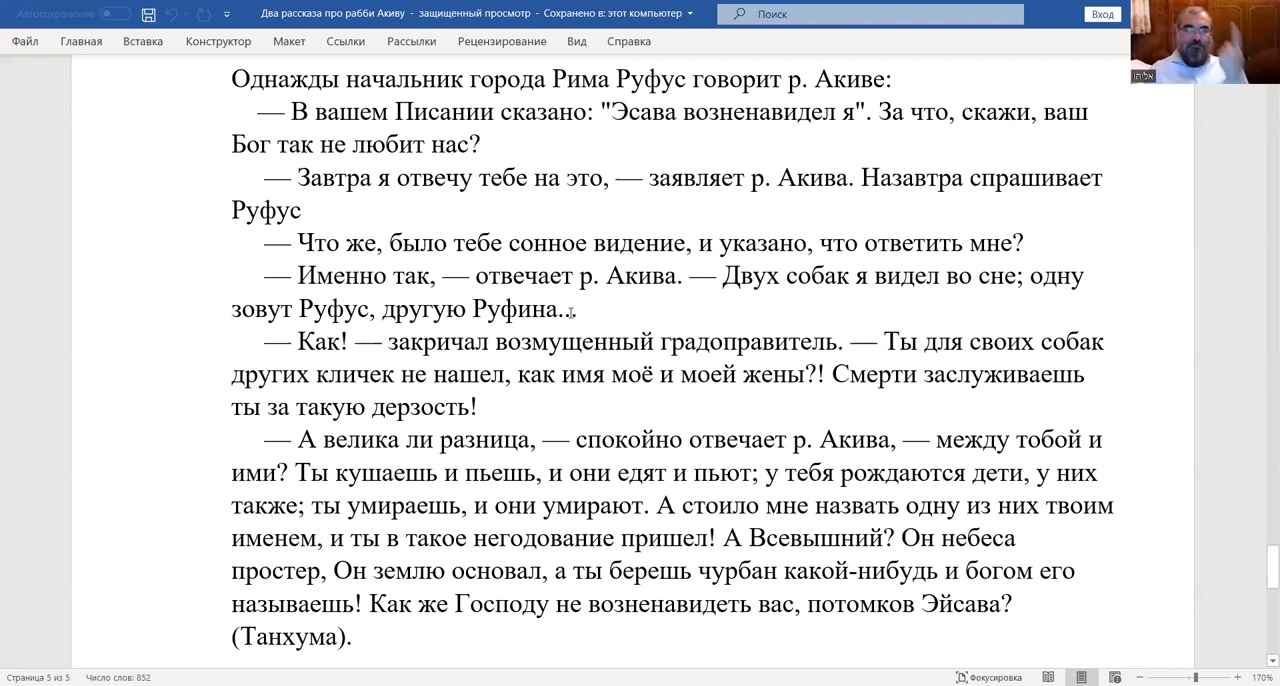 Автосохранение
Два рассказа про рабби Акиву - защищенный просмотр - Сохранено в: этот компьютер
Поиск
Вход
Файл Главная Вставка Конструктор Макет Ссылки Рассылки Рецензирование Вид Справка
אליהו
Однажды начальник города Рима Руфус говорит р. Акиве:
— В вашем Писании сказано: "Эсава возненавидел я". За что, скажи, ваш
Бог так не любит нас?
— Завтра я отвечу тебе на это, — заявляет р. Акива. Назавтра спрашивает
Руфус
— Что же, было тебе сонное видение, и указано, что ответить мне?
— Именно так, — отвечает р. Акива. — Двух собак я видел во сне; одну
зовут Руфус, другую Руфина...
— Как! — закричал возмущенный градоправитель. — Ты для своих собак
других кличек не нашел, как имя моё и моей жены?! Смерти заслуживаешь
ты за такую дерзость!
— А велика ли разница, — спокойно отвечает р. Акива, — между тобой и
ими? Ты кушаешь и пьешь, и они едят и пьют; у тебя рождаются дети, у них
также; ты умираешь, и они умирают. А стоило мне назвать одну из них твоим
именем, и ты в такое негодование пришел! А Всевышний? Он небеса
простер, Он землю основал, а ты берешь чурбан какой-нибудь и богом его
называешь! Как же Господу не возненавидеть вас, потомков Эйсава?
(Танхума).
Страница 5 из 5 Число слов: 852 Фокусировка 170%